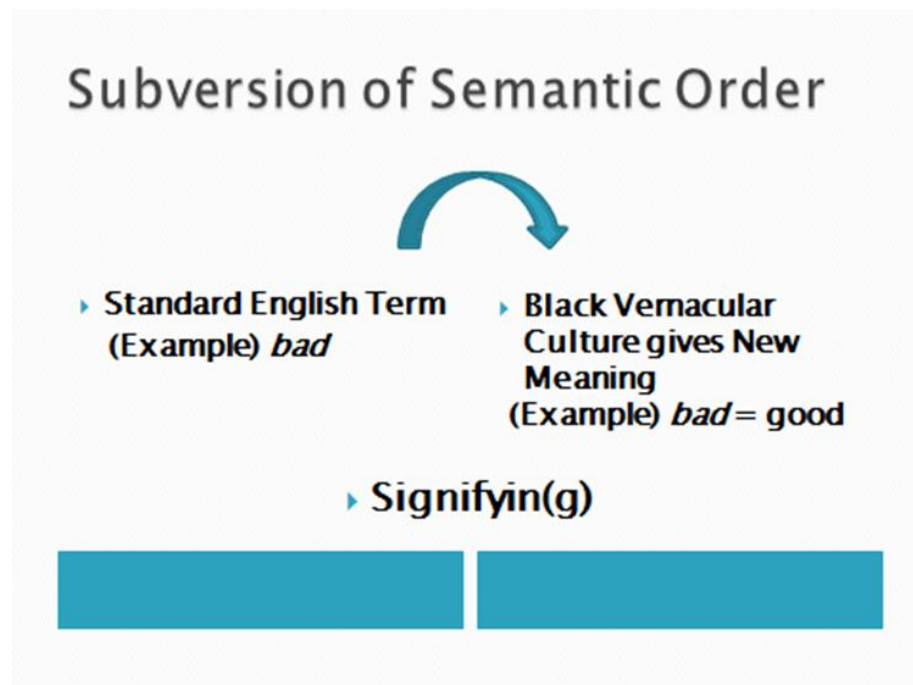 Subversion of Semantic Order
Standard English Term
(Example) bad
Black Vernacular
Culture gives New
Meaning
(Example) bad = good
Signifyin(g)